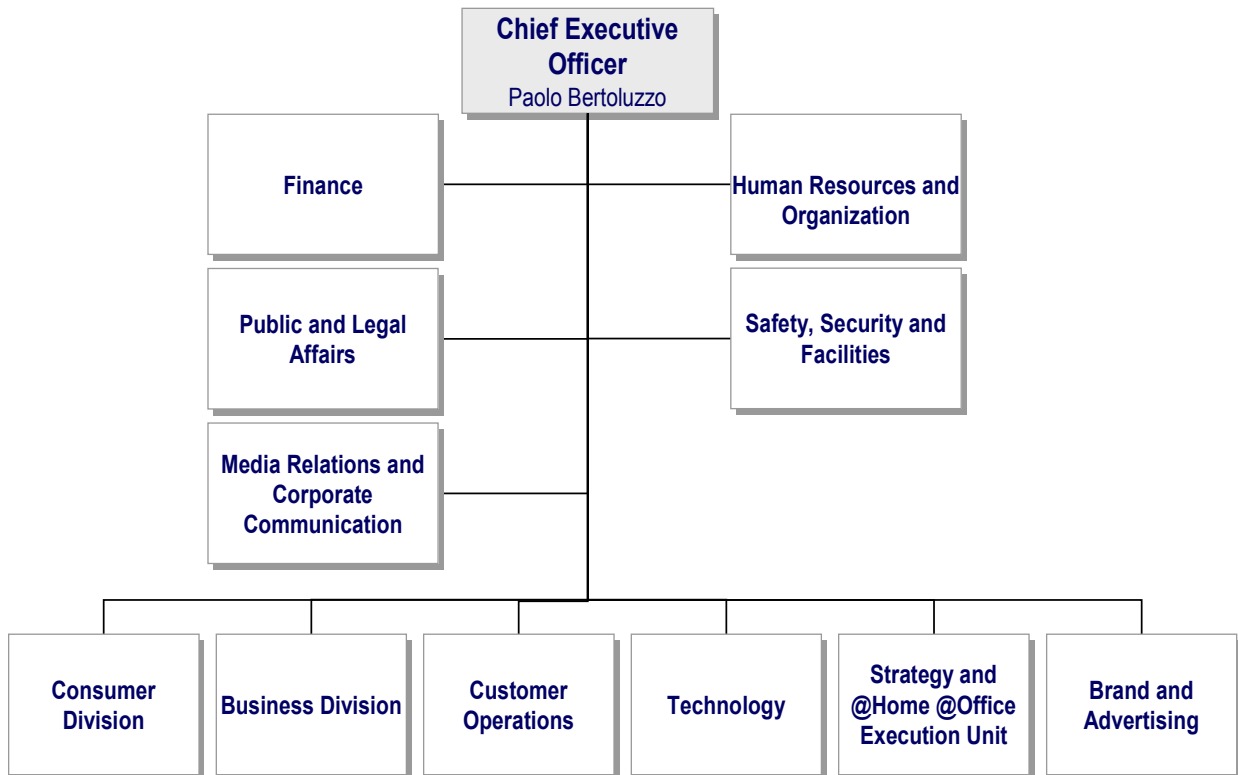 Chief Executive
Officer
Paolo Bertoluzzo
Finance
Human Resources and
Organization
Public and Legal
Affairs
Safety, Security and
Facilities
Media Relations and
Corporate
Communication
Consumer
Division
Business Division
Customer
Operations
Technology
Strategy and
@Home @Office
Execution Unit
Brand and
Advertising